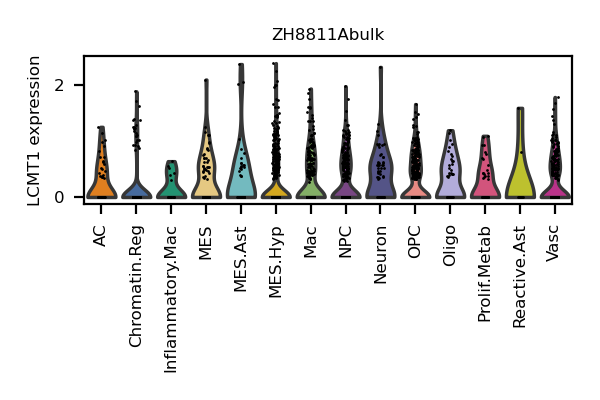 ZH8811Abulk
LCMT1 expression
2
0
AC
Chromatin.Reg
Inflammatory.Mac
MES
MES.Ast
MES.Hyp
Mac
NPC
Neuron
OPC
Oligo
Prolif.Metab
Reactive.Ast
Vasc